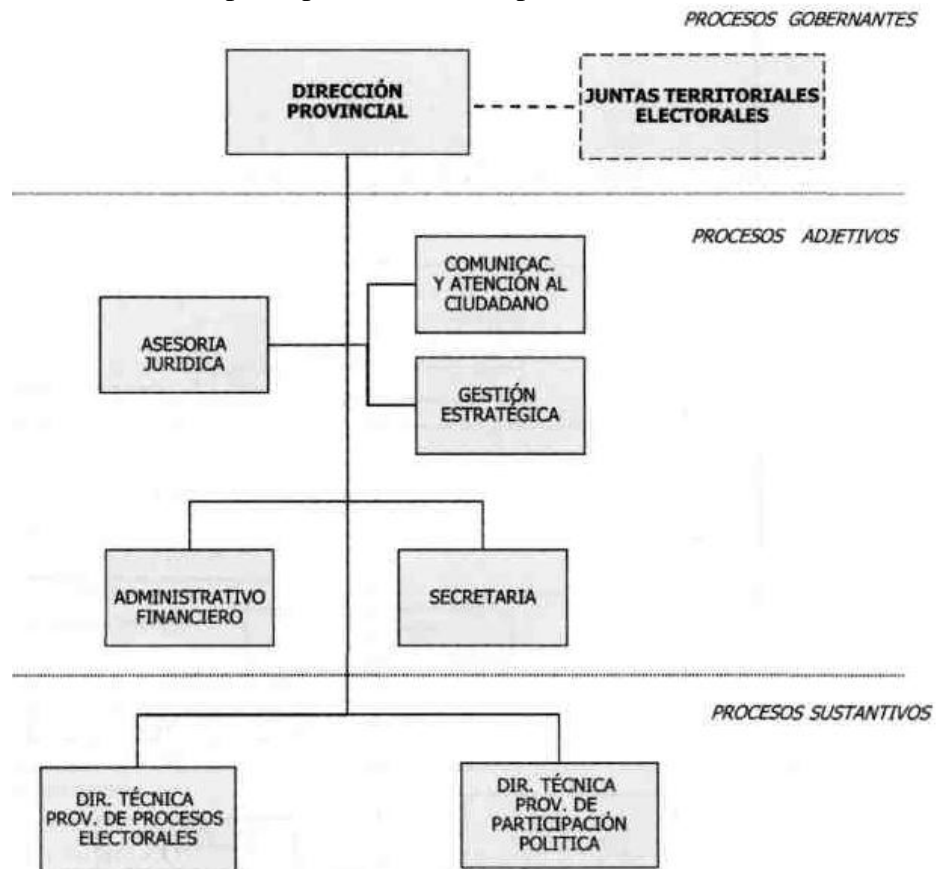 PROCESOS GOBERNANTES
DIRECCIÓN
PROVINCIAL
JUNTAS TERRITORIALES
ELECTORALES
PROCESOS ADJETIVOS
COMUNICAC.
Y ATENCIÓN AL
CIUDADANO
ASESORIA
JURIDICA
GESTIÓN
ESTRATÉGICA
ADMINISTRATIVO
FINANCIERO
SECRETARIA
PROCESOS SUSTANTIVOS
DIR. TÉCNICA
PROV. DE PROCESOS
ELECTORALES
DIR. TÉCNICA
PROV. DE
PARTICIPACIÓN
POLITICA